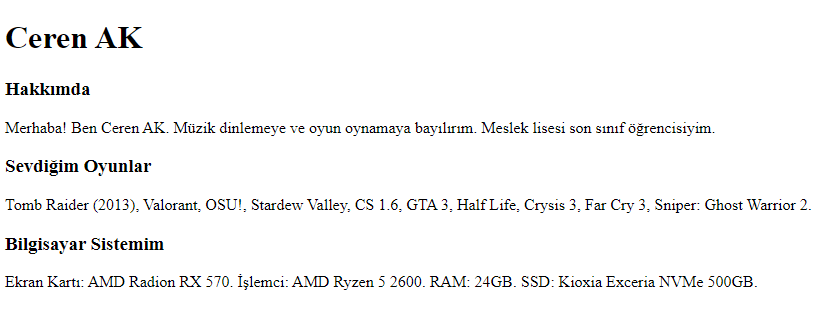 Ceren AK
Hakkımda
Merhaba! Ben Ceren AK. Müzik dinlemeye ve oyun oynamaya bayılırım. Meslek lisesi son sınıf öğrencisiyim.
Sevdiğim Oyunlar
Tomb Raider (2013), Valorant, OSU!, Stardew Valley, CS 1.6, GTA 3, Half Life, Crysis 3, Far Cry 3, Sniper: Ghost Warrior 2.
Bilgisayar Sistemim
Ekran Kartı: AMD Radion RX 570. İşlemci: AMD Ryzen 5 2600. RAM: 24GB. SSD: Kioxia Exceria NVMe 500GB.